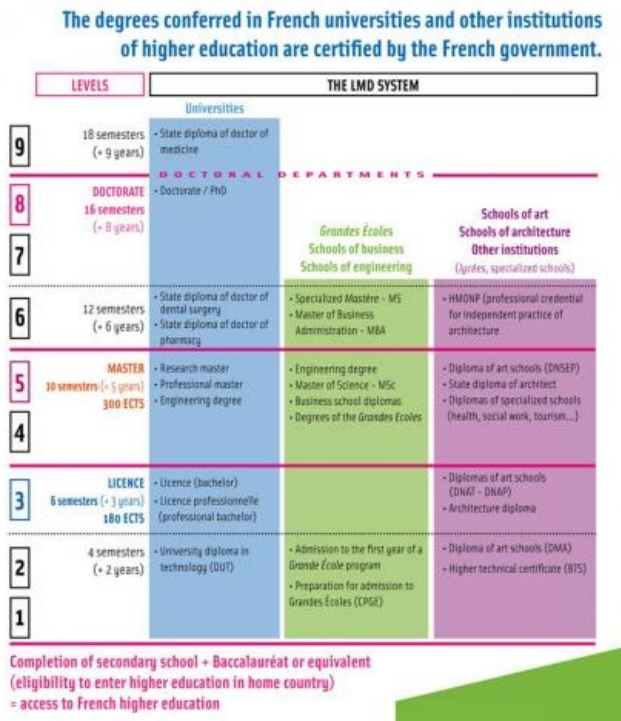 The degrees conferred in French universities and other institutions
of higher education are certified by the French government.
LEVELS
THE LMD SYSTEM
Universities
9
18 semesters
(+ 9 years)
• State diploma of doctor of
medicine
DOCTORAL DEPARTMENTS
8
DOCTORATE
16 semesters
(+ 8 years)
• Doctorate / PhD
7
Grandes Écoles
Schools of business
Schools of engineering
Schools of art
Schools of architecture
Other institutions
(lycées, specialized schools)
6
12 semesters
(+ 6 years)
• State diploma of doctor of
dental surgery
• State diploma of doctor of
pharmacy
• Specialized Mastère - MS
• Master of Business
Administration - MBA
• HMONP (professional credential
for independent practice of
architecture
5
MASTER
10 semesters (+ 5 years)
300 ECTS
• Research master
• Professional master
• Engineering degree
• Engineering degree
• Master of Science - MSc
• Business school diplomas
• Degrees of the Grandes Ecoles
• Diploma of art schools (DNSEP)
• State diploma of architect
• Diplomas of specialized schools
(health, social work, tourism...)
4
3
LICENCE
6 semesters (+ 3 years)
180 ECTS
• Licence (bachelor)
• Licence professionnelle
(professional bachelor)
• Diplomas of art schools
(DNAT - DNAP)
• Architecture diploma
2
4 semesters
(+ 2 years)
• University diploma in
technology (DUT)
• Admission to the first year of a
Grande École program
• Preparation for admission to
Grandes Écoles (CPGE)
• Diploma of art schools (DMA)
• Higher technical certificate (BTS)
1
Completion of secondary school + Baccalauréat or equivalent
(eligibility to enter higher education in home country)
= access to French higher education